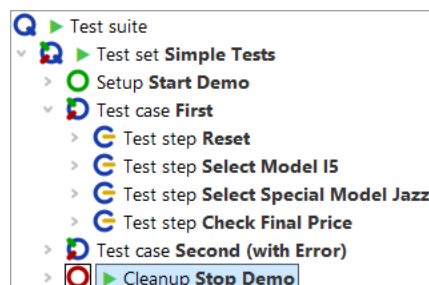 Test suite
Test set Simple Tests
Setup Start Demo
Test case First
Test step Reset
Test step Select Model I5
Test step Select Special Model Jazz
Test step Check Final Price
Test case Second (with Error)
Cleanup Stop Demo